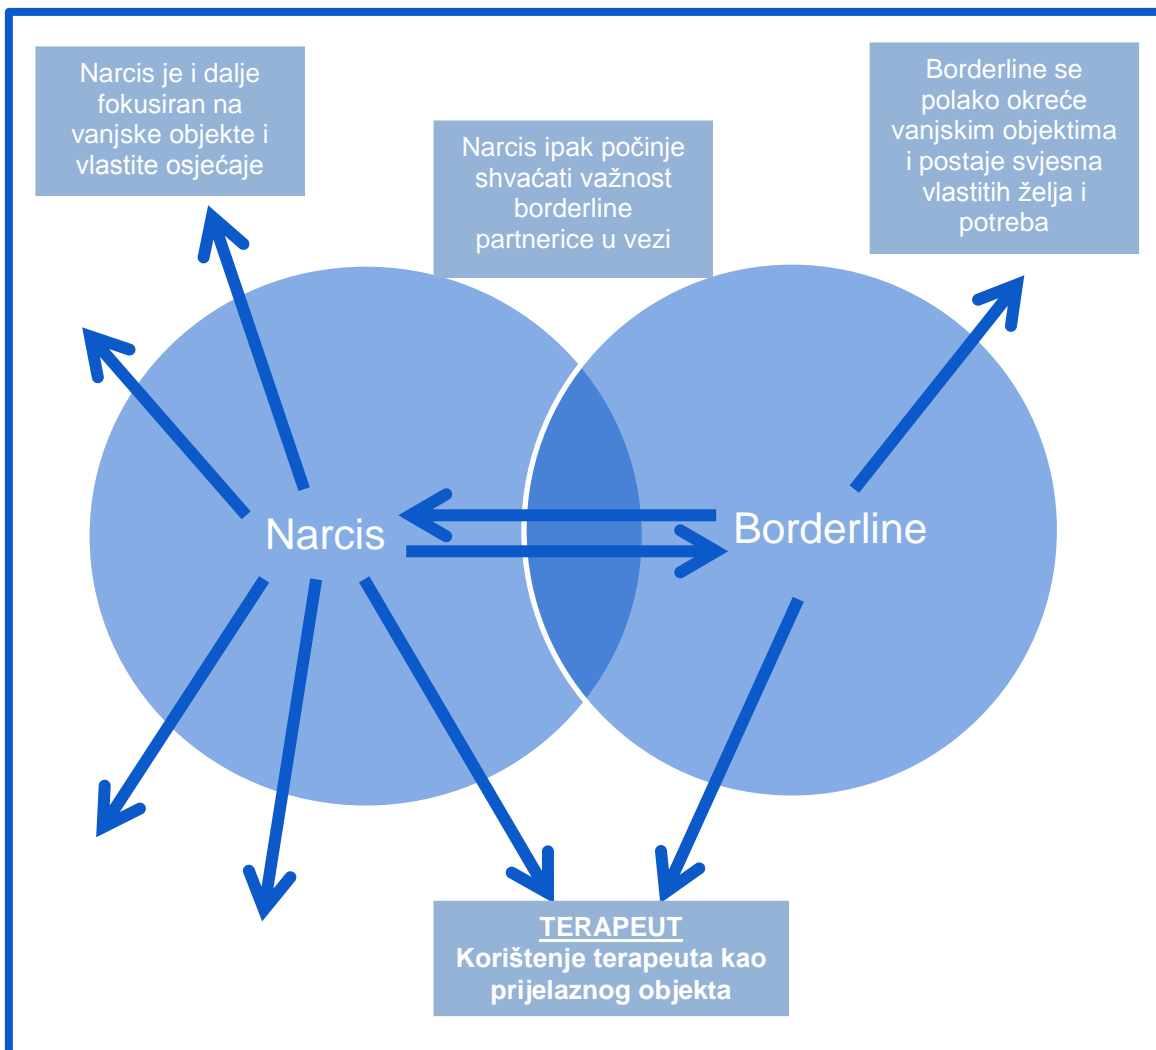 Narcis je i dalje
fokusiran na
vanjske objekte i
vlastite osjećaje
Narcis ipak počinje
shvaćati važnost
borderline
partnerice u vezi
Borderline se
polako okreće
vanjskim objektima
i postaje svjesna
vlastitih želja i
potreba
Narcis
Borderline
TERAPEUT
Korištenje terapeuta kao
prijelaznog objekta